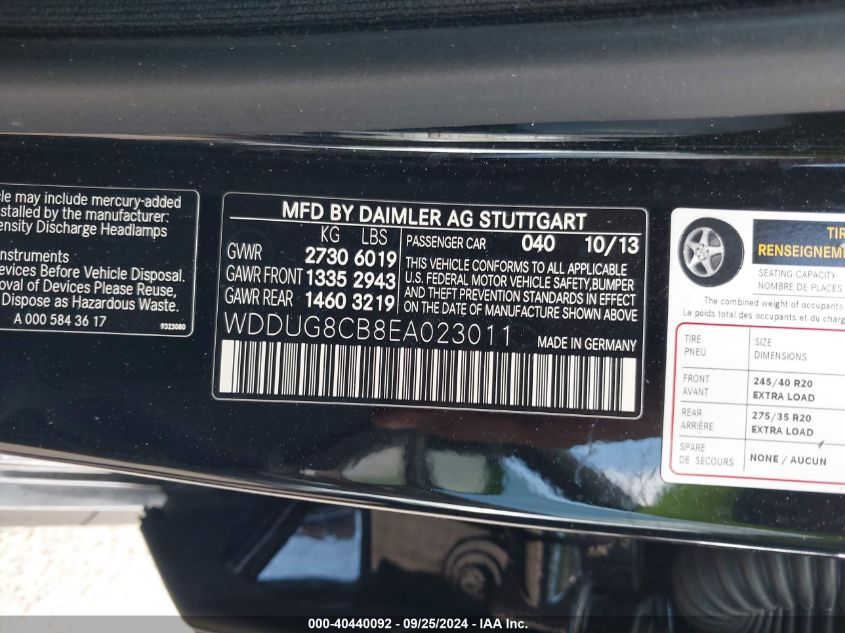 cle may include mercury-added
stalled by the manufacturer:
ensity Discharge Headlamps
Instruments
Devices Before Vehicle Disposal.
oval of Devices Please Reuse,
Dispose as Hazardous Waste.
A 000 584 36 17
9323080
MFD BY DAIMLER AG STUTTGART
KG LBS
GVWR 2730 6019
GAWR FRONT 1335 2943
GAWR REAR 1460 3219
PASSENGER CAR 040 10/13
THIS VEHICLE CONFORMS TO ALL APPLICABLE
U.S. FEDERAL MOTOR VEHICLE SAFETY, BUMPER
AND THEFT PREVENTION STANDARDS IN EFFECT
ON THE DATE OF MANUFACTURE SHOWN ABOVE
WDDUG8CB8EA023011
MADE IN GERMANY
TIR
RENSEIGNEM
SEATING CAPACITY
NOMBRE DE PLACES
The combined weight of occupants
Le poids total des occupants
TIRE SIZE
PNEU DIMENSIONS
FRONT 245/40 R20
AVANT EXTRA LOAD
REAR 275/35 R20
ARRIÈRE EXTRA LOAD
SPARE NONE / AUCUN
DE SECOURS
000-40440092 - 09/25/2024 - IAA Inc.